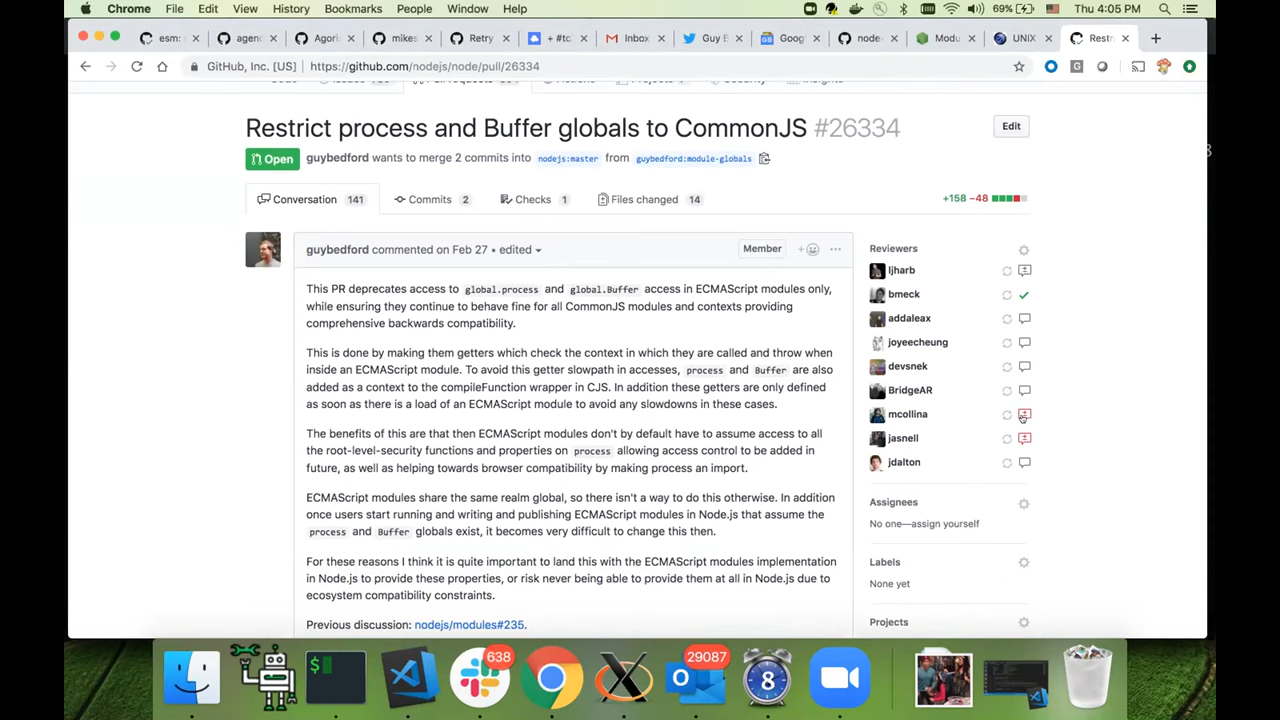 Chrome File Edit View History Bookmarks People Window Help 69% Thu 4:05 PM
esm: agend Agoria mikes Retry + #tc Inbox Guy B Goog node- Modu UNIX Restr
GitHub, Inc. [US] https://github.com/nodejs/node/pull/26334
Restrict process and Buffer globals to CommonJS #26334
Edit
Open guybedford wants to merge 2 commits into nodejs:master from guybedford:module-globals
Conversation 141 Commits 2 Checks 1 Files changed 14 +158 −48
guybedford commented on Feb 27 • edited Member
This PR deprecates access to global.process and global.Buffer access in ECMAScript modules only,
while ensuring they continue to behave fine for all CommonJS modules and contexts providing
comprehensive backwards compatibility.
This is done by making them getters which check the context in which they are called and throw when
inside an ECMAScript module. To avoid this getter slowpath in accesses, process and Buffer are also
added as a context to the compileFunction wrapper in CJS. In addition these getters are only defined
as soon as there is a load of an ECMAScript module to avoid any slowdowns in these cases.
The benefits of this are that then ECMAScript modules don't by default have to assume access to all
the root-level-security functions and properties on process allowing access control to be added in
future, as well as helping towards browser compatibility by making process an import.
ECMAScript modules share the same realm global, so there isn't a way to do this otherwise. In addition
once users start running and writing and publishing ECMAScript modules in Node.js that assume the
process and Buffer globals exist, it becomes very difficult to change this then.
For these reasons I think it is quite important to land this with the ECMAScript modules implementation
in Node.js to provide these properties, or risk never being able to provide them at all in Node.js due to
ecosystem compatibility constraints.
Previous discussion: nodejs/modules#235.
Reviewers
ljharb
bmeck
addaleax
joyeecheung
devsnek
BridgeAR
mcollina
jasnell
jdalton
Assignees
No one—assign yourself
Labels
None yet
Projects
638
29087
8